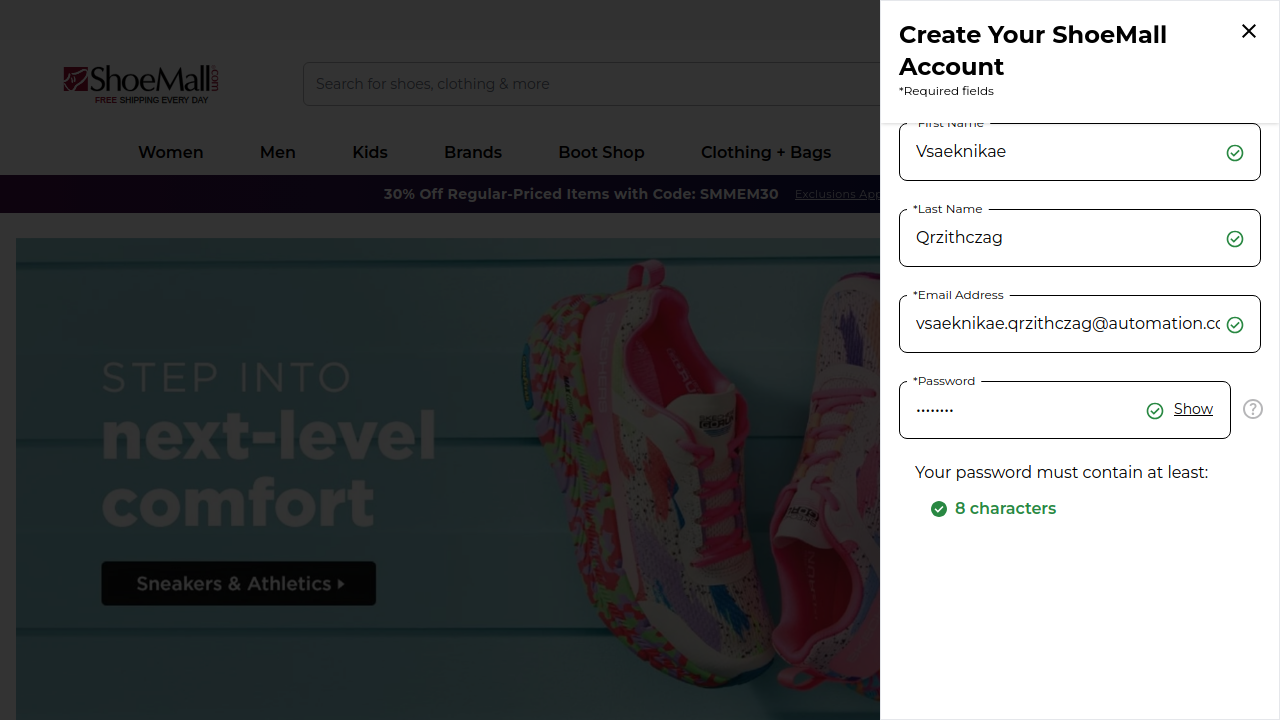 ShoeMall.com
FREE SHIPPING EVERY DAY
Search for shoes, clothing & more
Women
Men
Kids
Brands
Boot Shop
Clothing + Bags
30% Off Regular-Priced Items with Code: SMMEM30
Exclusions App
STEP INTO
next-level
comfort
Sneakers & Athletics
Create Your ShoeMall
Account
*Required fields
*First Name
Vsaeknikae
*Last Name
Qrzithczag
*Email Address
vsaeknikae.qrzithczag@automation.co
*Password
••••••••
Show
Your password must contain at least:
8 characters